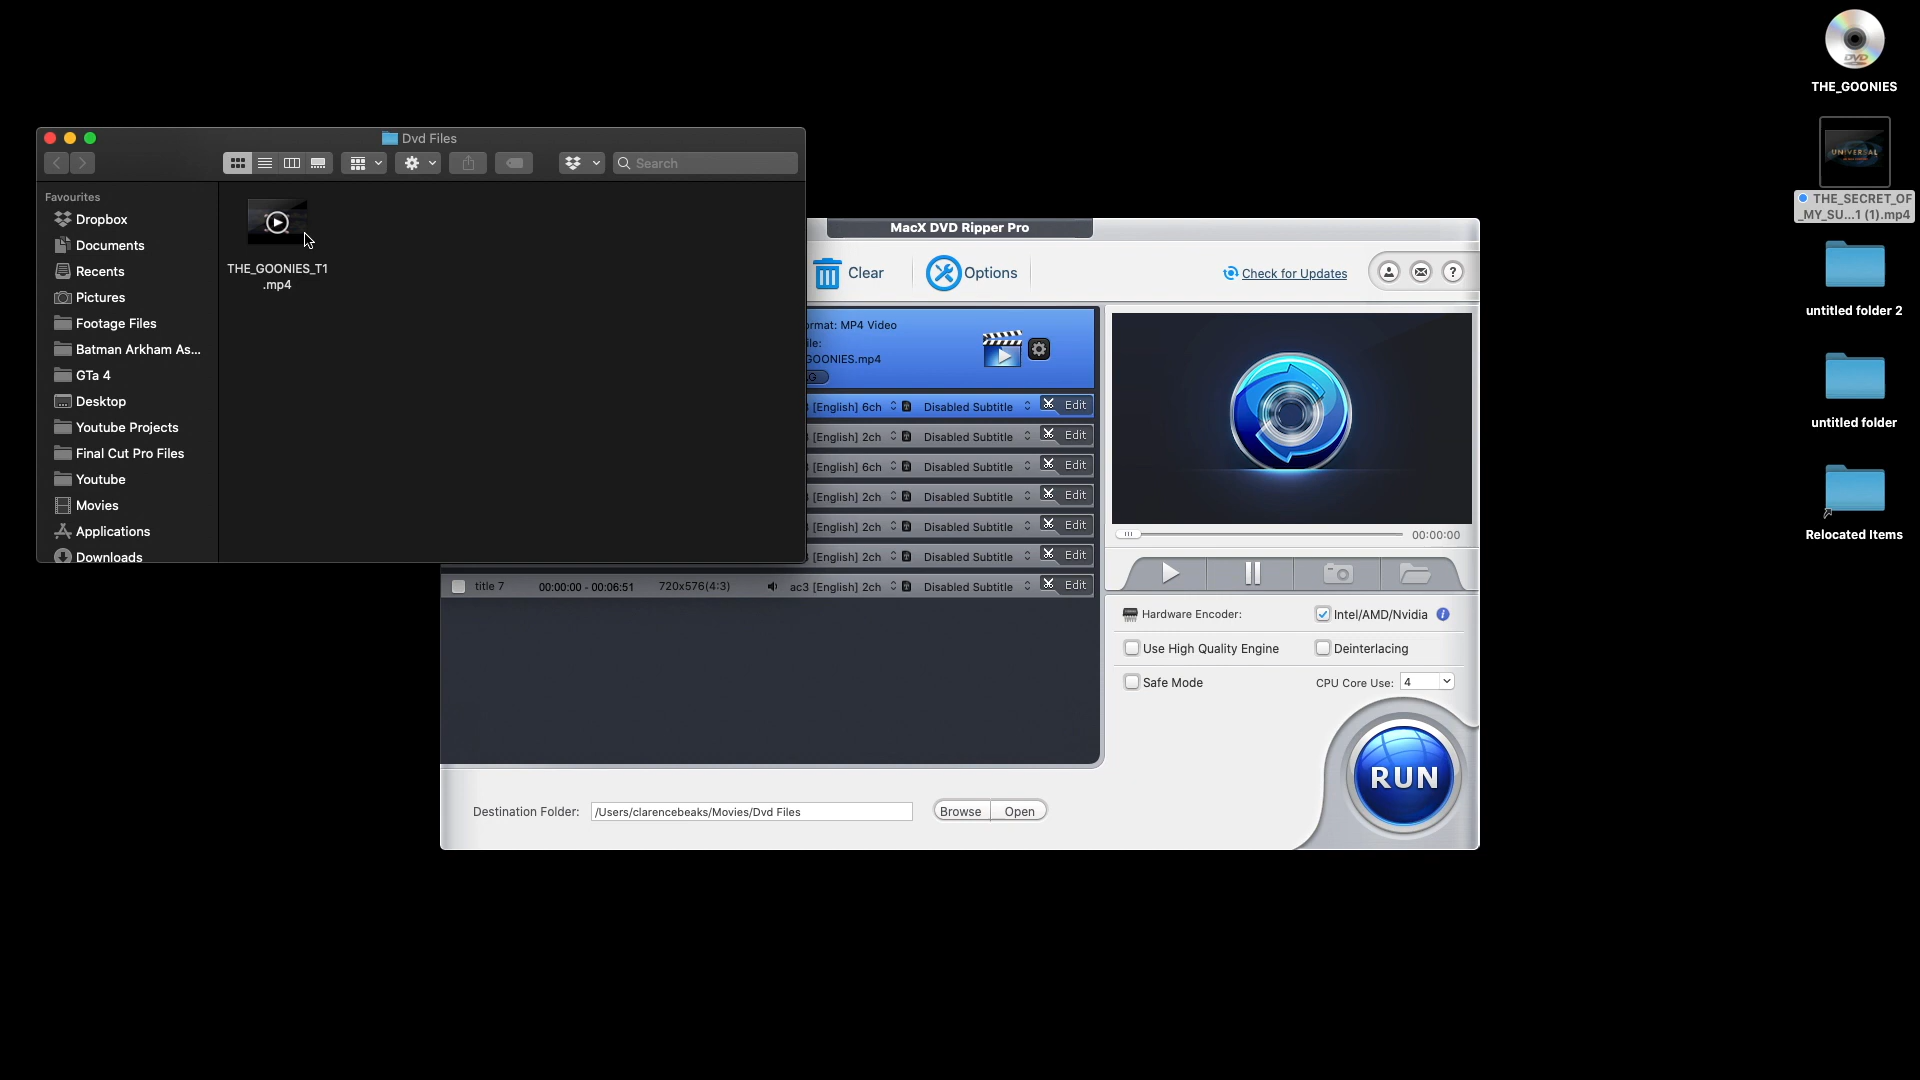 Dvd Files
Search
Favourites
Dropbox
Documents
Recents
Pictures
Footage Files
Batman Arkham As...
GTa 4
Desktop
Youtube Projects
Final Cut Pro Files
Youtube
Movies
Applications
Downloads
THE_GOONIES_T1
.mp4
MacX DVD Ripper Pro
Clear
Options
Check for Updates
?
ormat: MP4 Video
ile:
GOONIES.mp4
[English] 6ch Disabled Subtitle Edit
[English] 2ch Disabled Subtitle Edit
[English] 6ch Disabled Subtitle Edit
[English] 2ch Disabled Subtitle Edit
[English] 2ch Disabled Subtitle Edit
[English] 2ch Disabled Subtitle Edit
title 7 00:00:00 - 00:06:51 720x576(4:3) ac3 [English] 2ch Disabled Subtitle Edit
00:00:00
Hardware Encoder: Intel/AMD/Nvidia i
Use High Quality Engine Deinterlacing
Safe Mode CPU Core Use: 4
RUN
Destination Folder: /Users/clarencebeaks/Movies/Dvd Files Browse Open
DVD
THE_GOONIES
UNIVERSAL
THE_SECRET_OF
_MY_SU...1 (1).mp4
untitled folder 2
untitled folder
Relocated Items